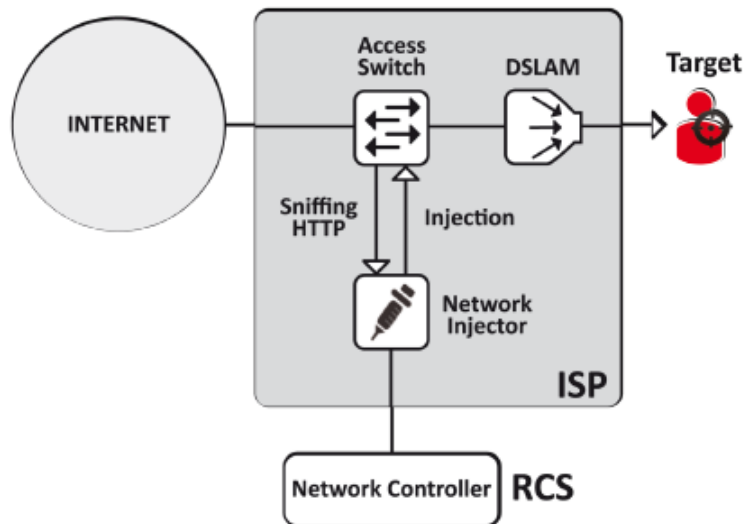 INTERNET
Access
Switch
DSLAM
Target
Sniffing
HTTP
Injection
Network
Injector
ISP
Network Controller
RCS